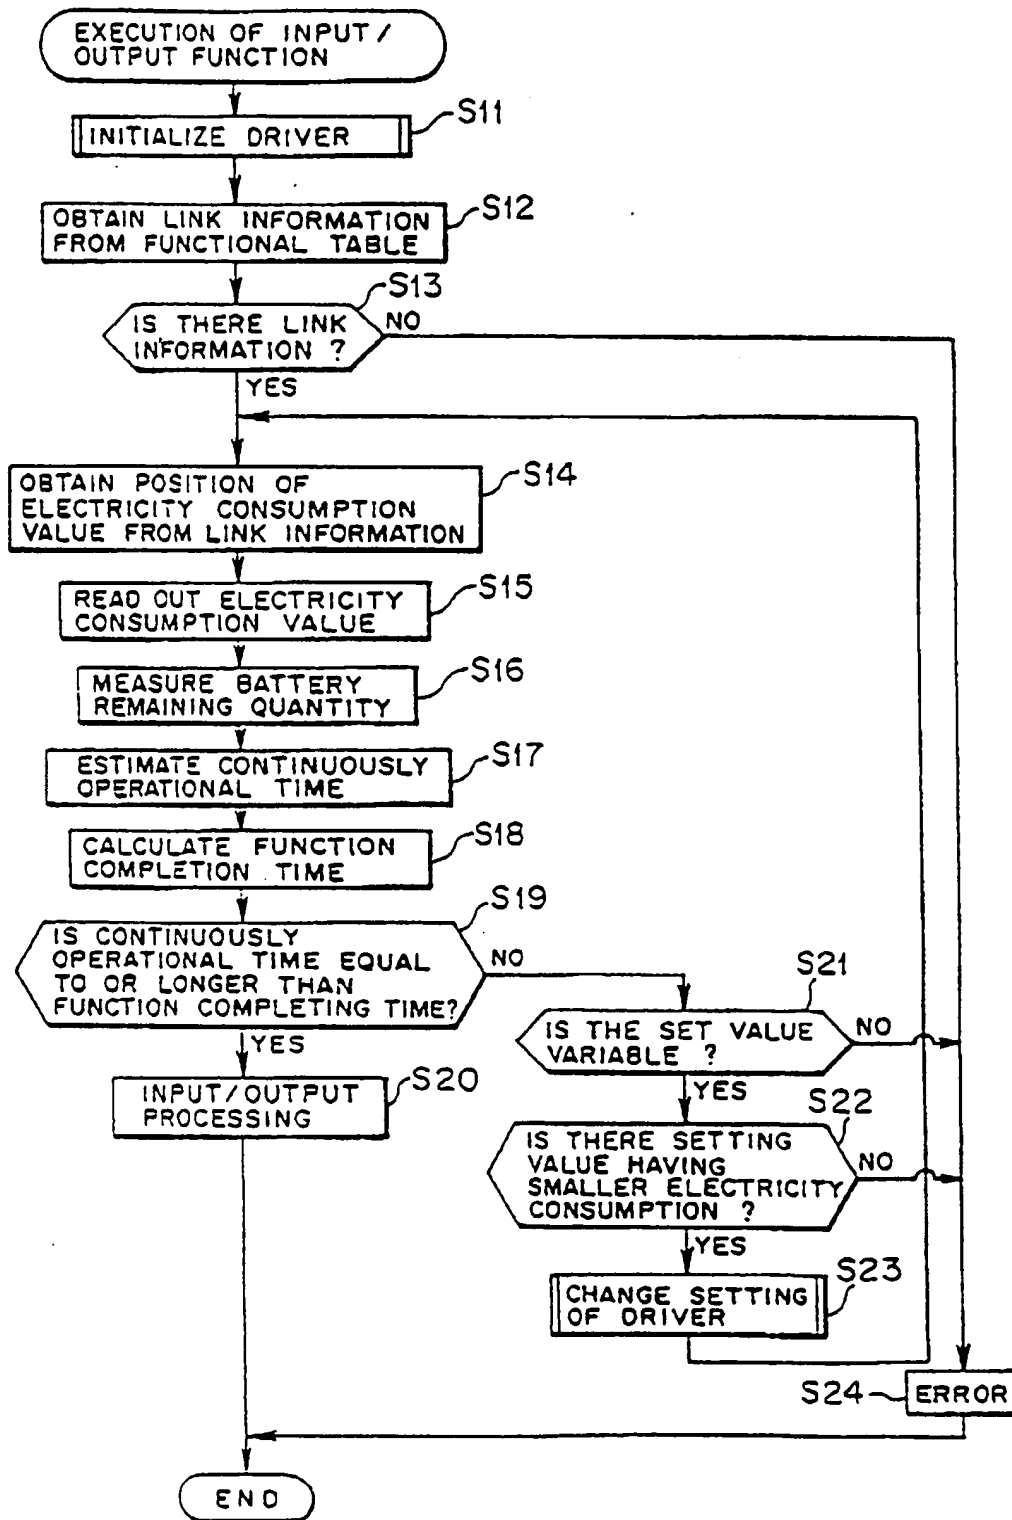 EXECUTION OF INPUT /
OUTPUT FUNCTION
S11
INITIALIZE DRIVER
S12
OBTAIN LINK INFORMATION
FROM FUNCTIONAL TABLE
S13
IS THERE LINK
INFORMATION ?
NO
YES
S14
OBTAIN POSITION OF
ELECTRICITY CONSUMPTION
VALUE FROM LINK INFORMATION
S15
READ OUT ELECTRICITY
CONSUMPTION VALUE
S16
MEASURE BATTERY
REMAINING QUANTITY
S17
ESTIMATE CONTINUOUSLY
OPERATIONAL TIME
S18
CALCULATE FUNCTION
COMPLETION TIME
S19
IS CONTINUOUSLY
OPERATIONAL TIME EQUAL
TO OR LONGER THAN
FUNCTION COMPLETING TIME?
NO
YES
S20
INPUT/OUTPUT
PROCESSING
S21
IS THE SET VALUE
VARIABLE ?
NO
YES
S22
IS THERE SETTING
VALUE HAVING
SMALLER ELECTRICITY
CONSUMPTION ?
NO
YES
S23
CHANGE SETTING
OF DRIVER
S24
ERROR
END